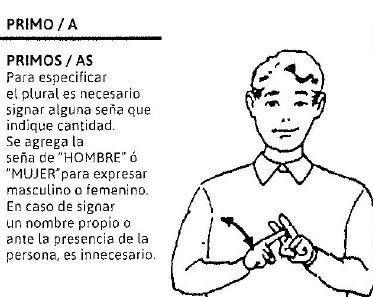 PRIMO / A
PRIMOS / AS
Para especificar
el plural es necesario
signar alguna seña que
indique cantidad.
Se agrega la
seña de "HOMBRE" ó
"MUJER"para expresar
masculino o femenino.
En caso de signar
un nombre propio o
ante la presencia de la
persona, es innecesario.